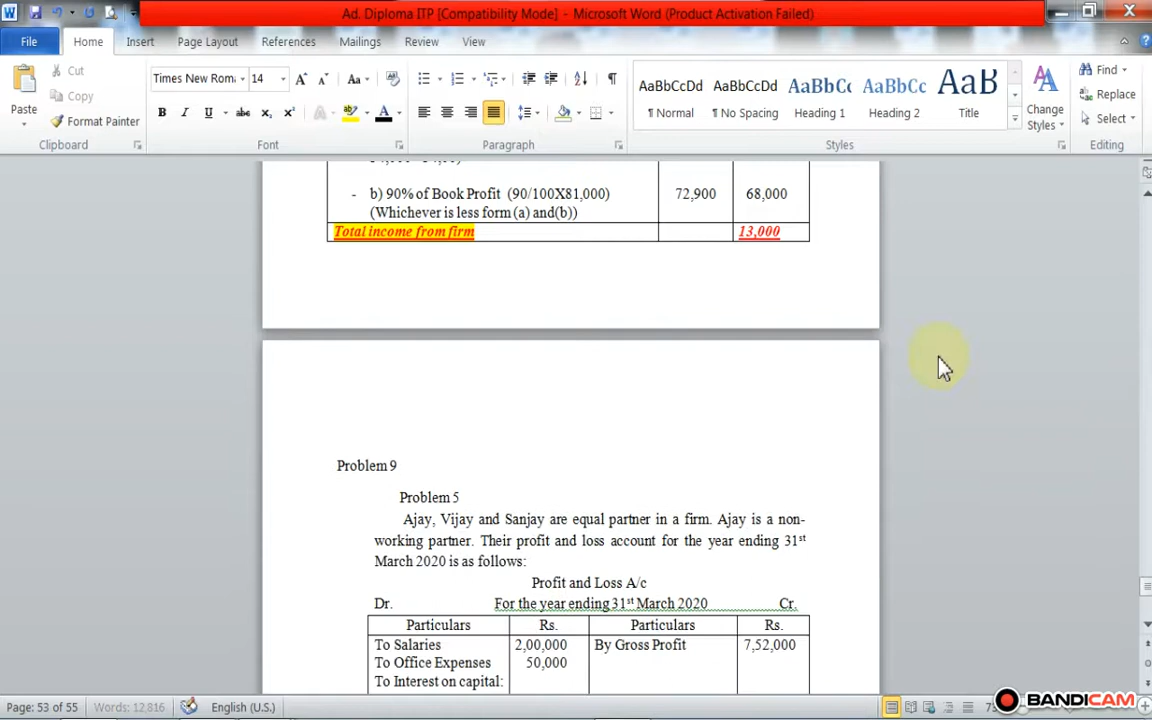 Ad. Diploma ITP [Compatibility Mode] - Microsoft Word (Product Activation Failed)
File Home Insert Page Layout References Mailings Review View
Paste
Cut
Copy
Format Painter
Clipboard
Times New Rom
14
Font
Paragraph
AaBbCcDd AaBbCcDd AaBbCc AaBbCc AaB
¶ Normal ¶ No Spacing Heading 1 Heading 2 Title
Change Styles
Styles
Find
Replace
Select
Editing
- b) 90% of Book Profit (90/100X81,000) 72,900 68,000
(Whichever is less form (a) and(b))
Total income from firm 13,000
Problem 9
Problem 5
Ajay, Vijay and Sanjay are equal partner in a firm. Ajay is a non-
working partner. Their profit and loss account for the year ending 31st
March 2020 is as follows:
Profit and Loss A/c
Dr. For the year ending 31st March 2020 Cr.
Particulars Rs. Particulars Rs.
To Salaries 2,00,000 By Gross Profit 7,52,000
To Office Expenses 50,000
To Interest on capital:
Page: 53 of 55 Words: 12,816 English (U.S.)
BANDICAM